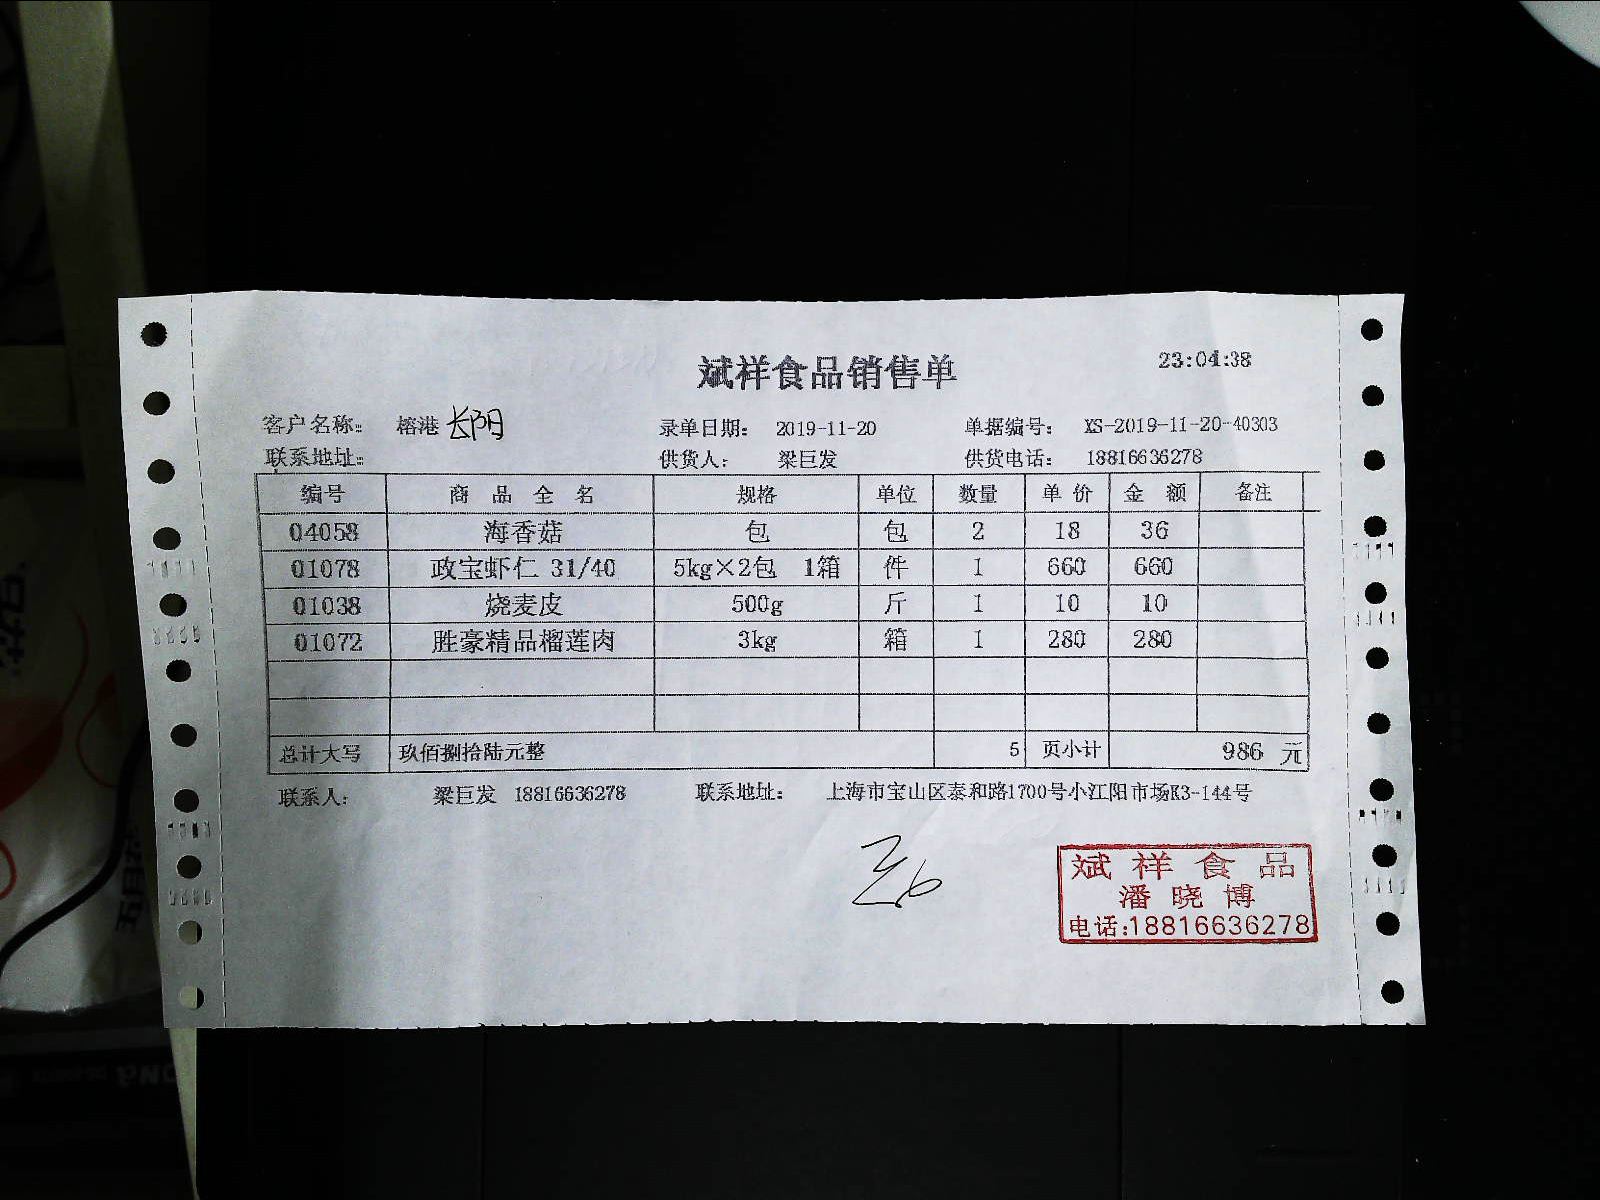 斌祥食品销售单 23:04:38
客户名称: 榕港 长阳 录单日期: 2019-11-20 单据编号: XS-2019-11-20-40303
联系地址: 供货人: 梁巨发 供货电话: 18816636278
编号 商品全名 规格 单位 数量 单价 金额 备注
04058 海香菇 包 包 2 18 36
01078 政宝虾仁 31/40 5kg×2包 1箱 件 1 660 660
01038 烧麦皮 500g 斤 1 10 10
01072 胜豪精品榴莲肉 3kg 箱 1 280 280
总计大写 玖佰捌拾陆元整 5 页小计 986 元
联系人: 梁巨发 18816636278 联系地址: 上海市宝山区泰和路1700号小江阳市场K3-144号
斌祥食品
潘晓博
电话:18816636278